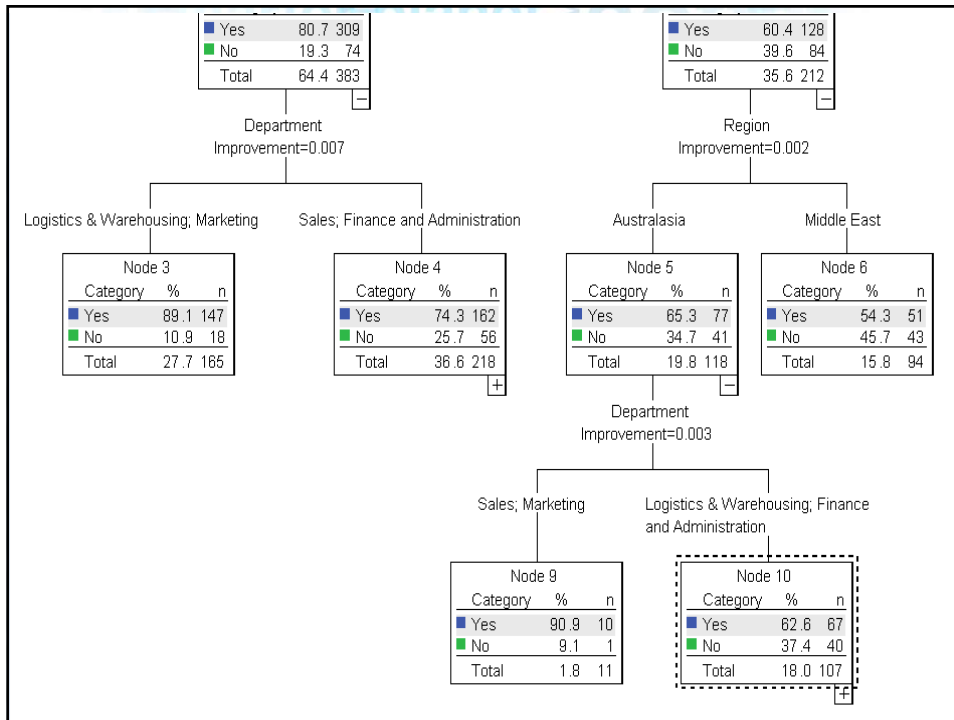 Yes 80.7 309
No 19.3 74
Total 64.4 383
Yes 60.4 128
No 39.6 84
Total 35.6 212
Department
Improvement=0.007
Region
Improvement=0.002
Logistics & Warehousing; Marketing
Sales; Finance and Administration
Australasia
Middle East
Node 3
Category % n
Yes 89.1 147
No 10.9 18
Total 27.7 165
Node 4
Category % n
Yes 74.3 162
No 25.7 56
Total 36.6 218
Node 5
Category % n
Yes 65.3 77
No 34.7 41
Total 19.8 118
Node 6
Category % n
Yes 54.3 51
No 45.7 43
Total 15.8 94
Department
Improvement=0.003
Sales; Marketing
Logistics & Warehousing; Finance
and Administration
Node 9
Category % n
Yes 90.9 10
No 9.1 1
Total 1.8 11
Node 10
Category % n
Yes 62.6 67
No 37.4 40
Total 18.0 107